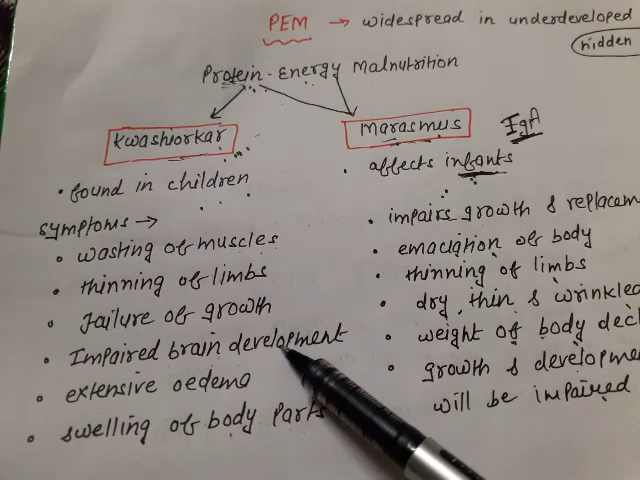 PEM → widespread in underdeveloped
hidden
Protein-Energy Malnutrition
Kwashiorkar
• found in children
symptoms →
• wasting of muscles
• thinning of limbs
• Failure of growth
• Impaired brain development
• extensive oedema
• swelling of body parts
Marasmus
IgA
• affects infants
• impairs growth & replacem
• emaciation of body
• thinning of limbs
• dry, thin & wrinkled
• weight of body decl
• growth & developme
will be impaired